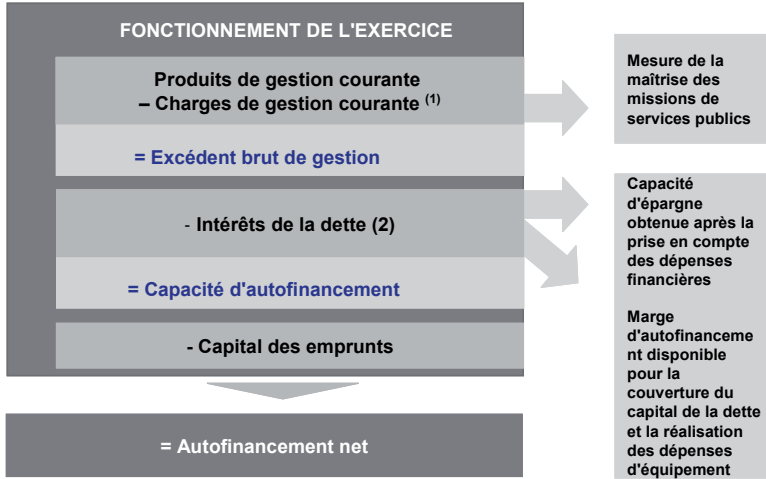 FONCTIONNEMENT DE L'EXERCICE
Produits de gestion courante
– Charges de gestion courante (1)
= Excédent brut de gestion
- Intérêts de la dette (2)
= Capacité d'autofinancement
- Capital des emprunts
= Autofinancement net
Mesure de la
maîtrise des
missions de
services publics
Capacité
d'épargne
obtenue après la
prise en compte
des dépenses
financières
Marge
d'autofinanceme
nt disponible
pour la
couverture du
capital de la dette
et la réalisation
des dépenses
d'équipement